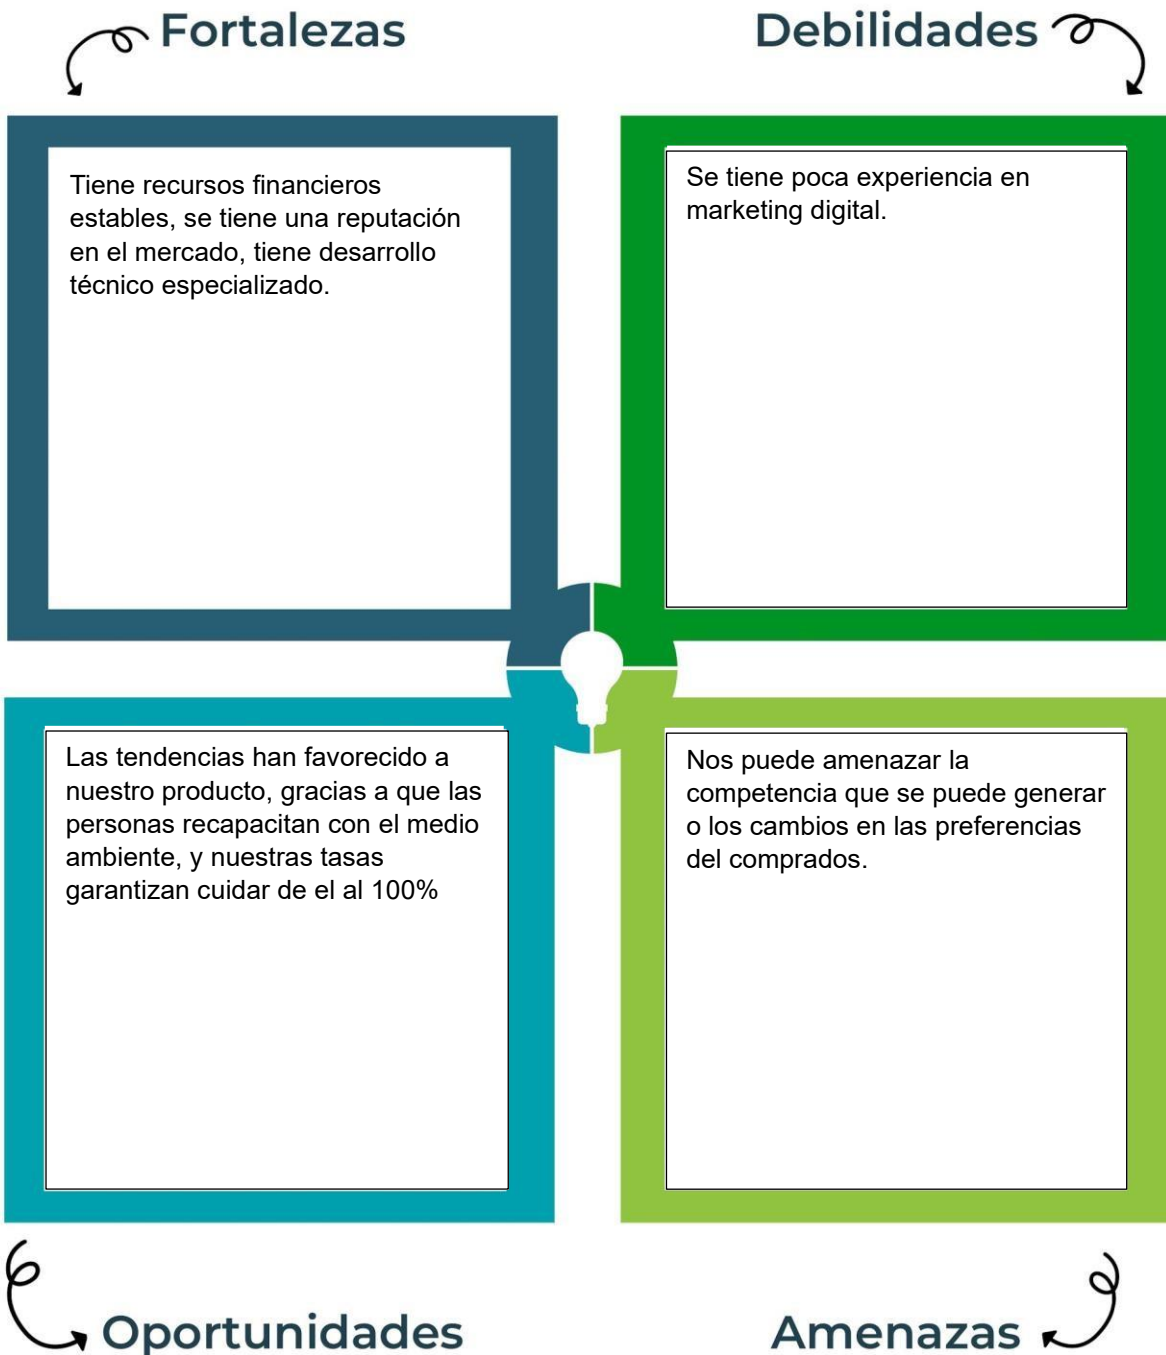 Fortalezas
Debilidades
Tiene recursos financieros
estables, se tiene una reputación
en el mercado, tiene desarrollo
técnico especializado.
Se tiene poca experiencia en
marketing digital.
Las tendencias han favorecido a
nuestro producto, gracias a que las
personas recapacitan con el medio
ambiente, y nuestras tasas
garantizan cuidar de el al 100%
Nos puede amenazar la
competencia que se puede generar
o los cambios en las preferencias
del comprados.
Oportunidades
Amenazas